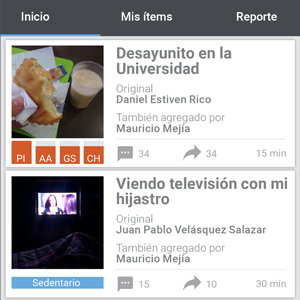 Inicio Mis ítems Reporte
Desayunito en la
Universidad
Original
Daniel Estiven Rico
También agregado por
Mauricio Mejía
PI AA GS CH
34 34 15 min
Viendo televisión con mi
hijastro
Original
Juan Pablo Velásquez Salazar
También agregado por
Mauricio Mejía
Sedentario
15 10 30 min